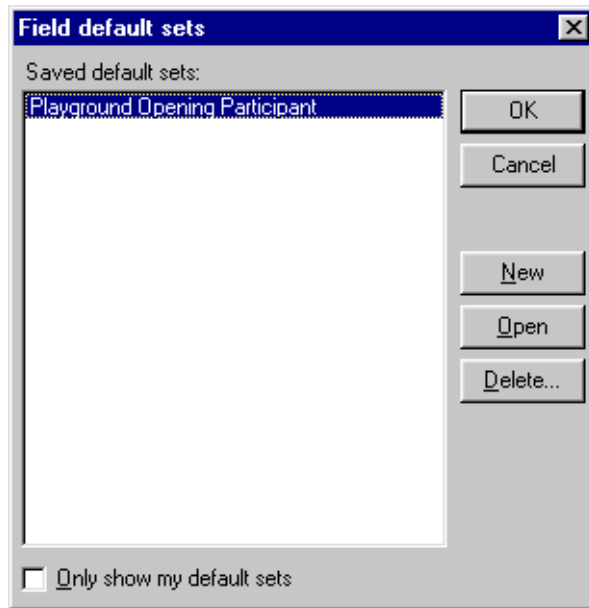 Field default sets
Saved default sets:
Playground Opening Participant
OK
Cancel
New
Open
Delete...
Only show my default sets